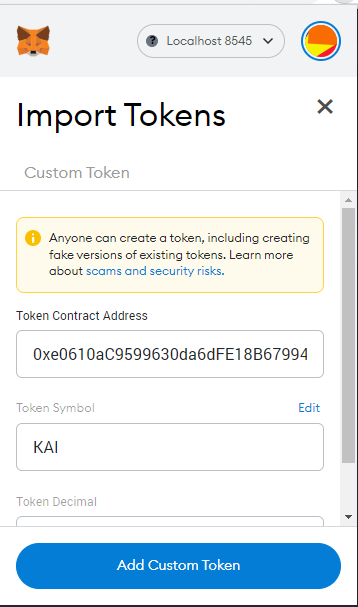 Localhost 8545
Import Tokens
Custom Token
Anyone can create a token, including creating
fake versions of existing tokens. Learn more
about scams and security risks.
Token Contract Address
0xe0610aC9599630da6dFE18B67994
Token Symbol
Edit
KAI
Token Decimal
Add Custom Token